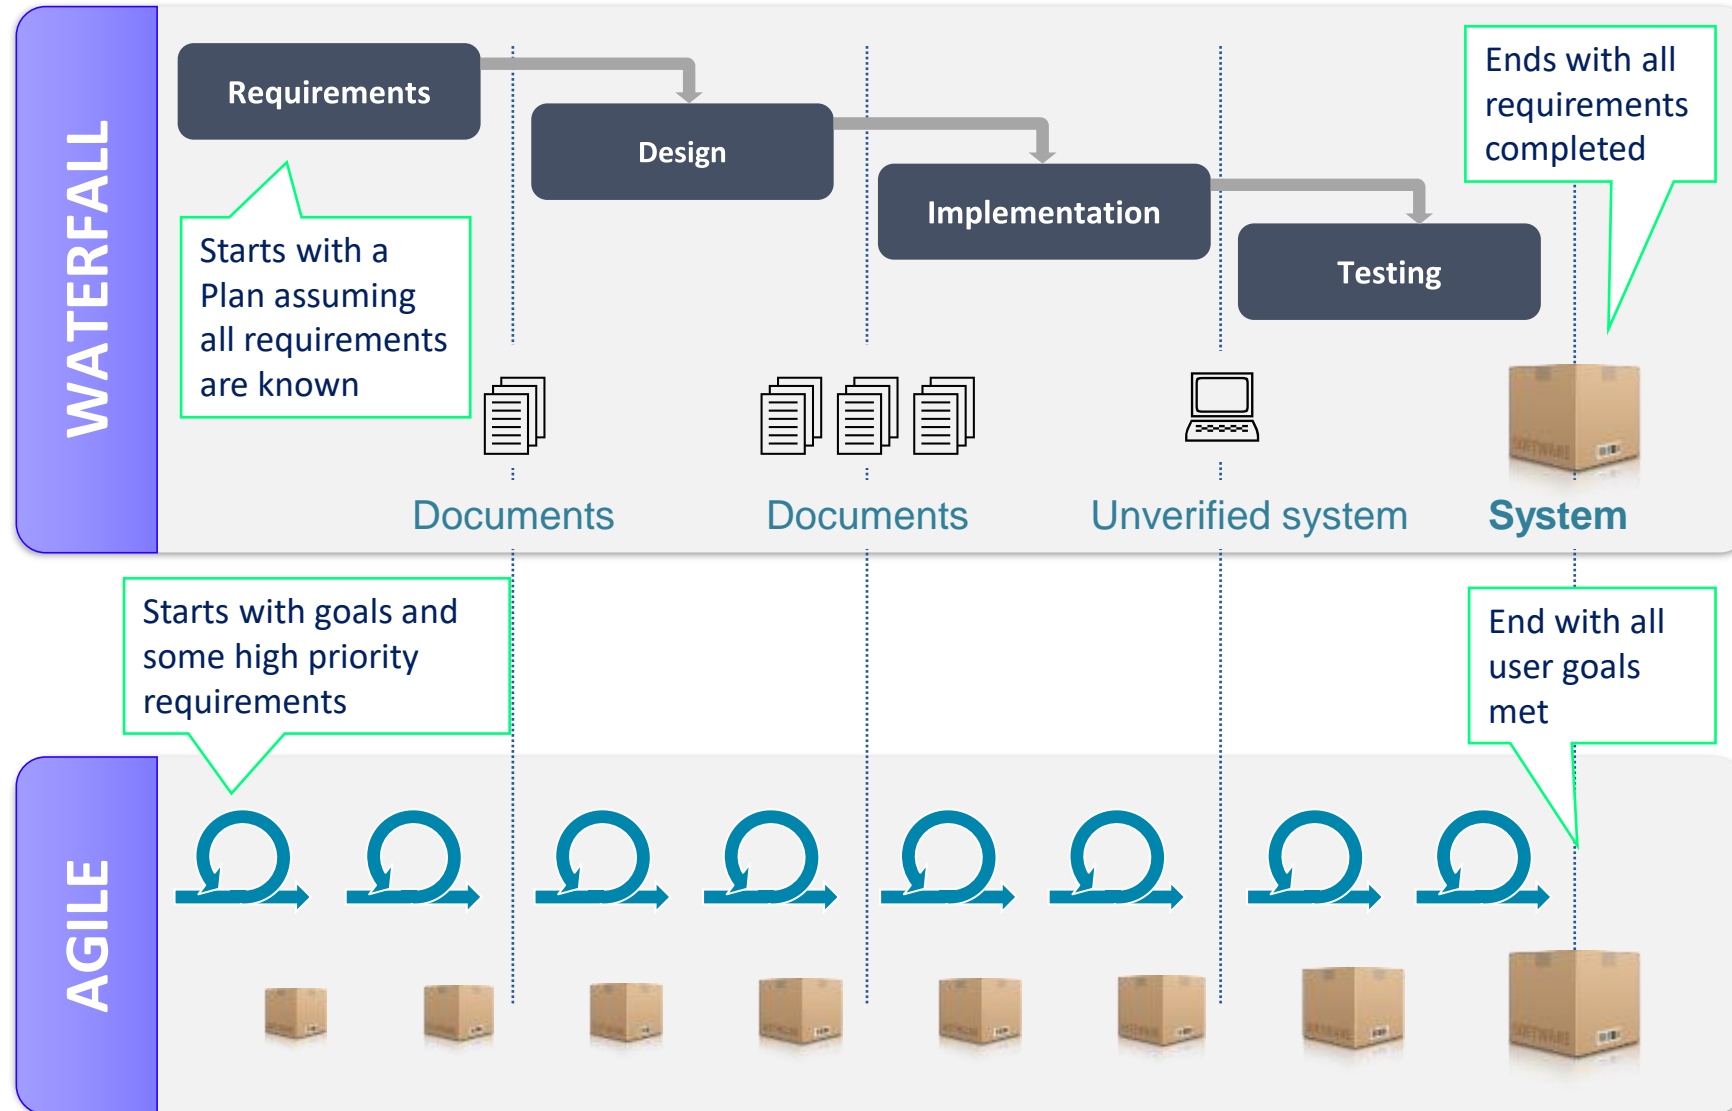 WATERFALL
Requirements
Design
Implementation
Testing
Starts with a
Plan assuming
all requirements
are known
Ends with all
requirements
completed
SOFTWARE
Documents
Documents
Unverified system
System
Starts with goals and
some high priority
requirements
End with all
user goals
met
AGILE
SOFTWARE